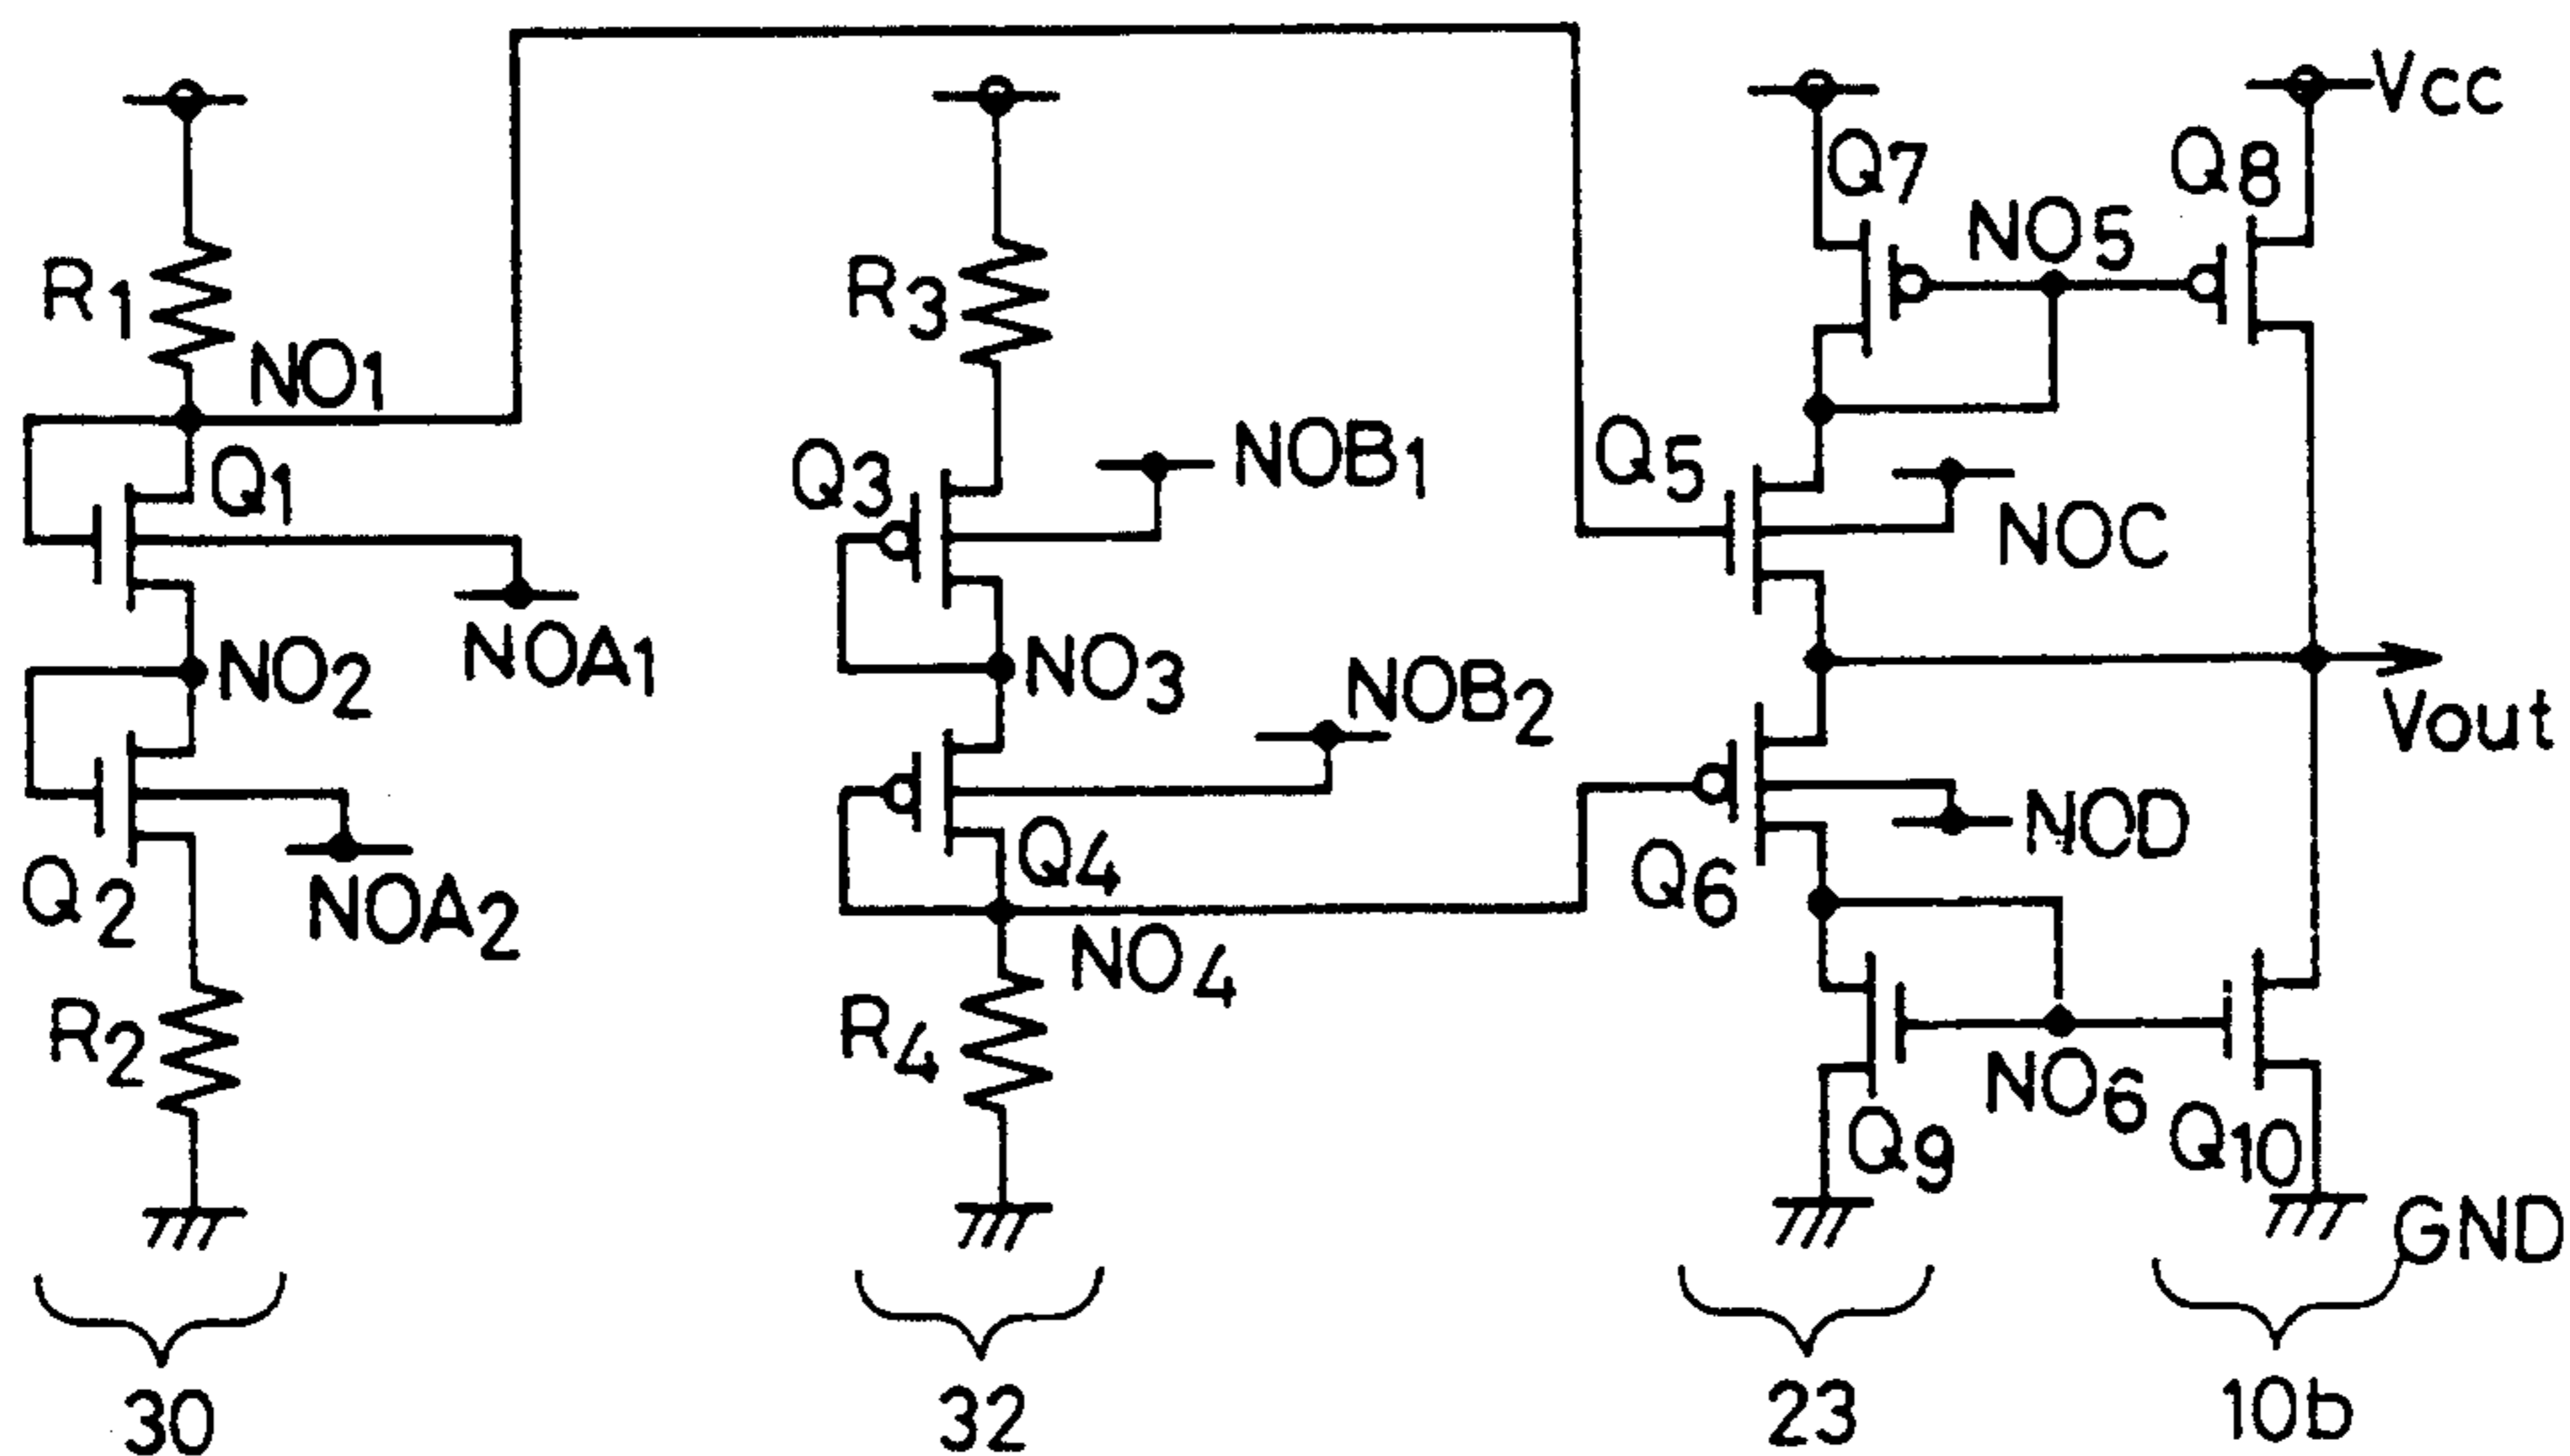 Vcc
Q7
Q8
NO5
R1
R3
NO1
Q1
Q3
NOB1
Q5
NOC
NOA1
NO2
NO3
NOB2
Vout
Q2
NOA2
Q4
Q6
NOD
NO4
R2
R4
NO6
Q9
Q10
GND
30
32
23
10b